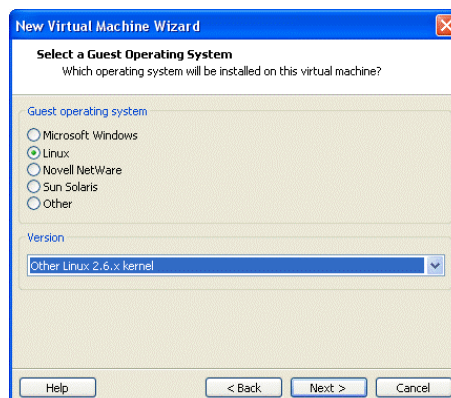 New Virtual Machine Wizard
Select a Guest Operating System
Which operating system will be installed on this virtual machine?
Guest operating system
Microsoft Windows
Linux
Novell NetWare
Sun Solaris
Other
Version
Other Linux 2.6.x kernel
Help
< Back
Next >
Cancel